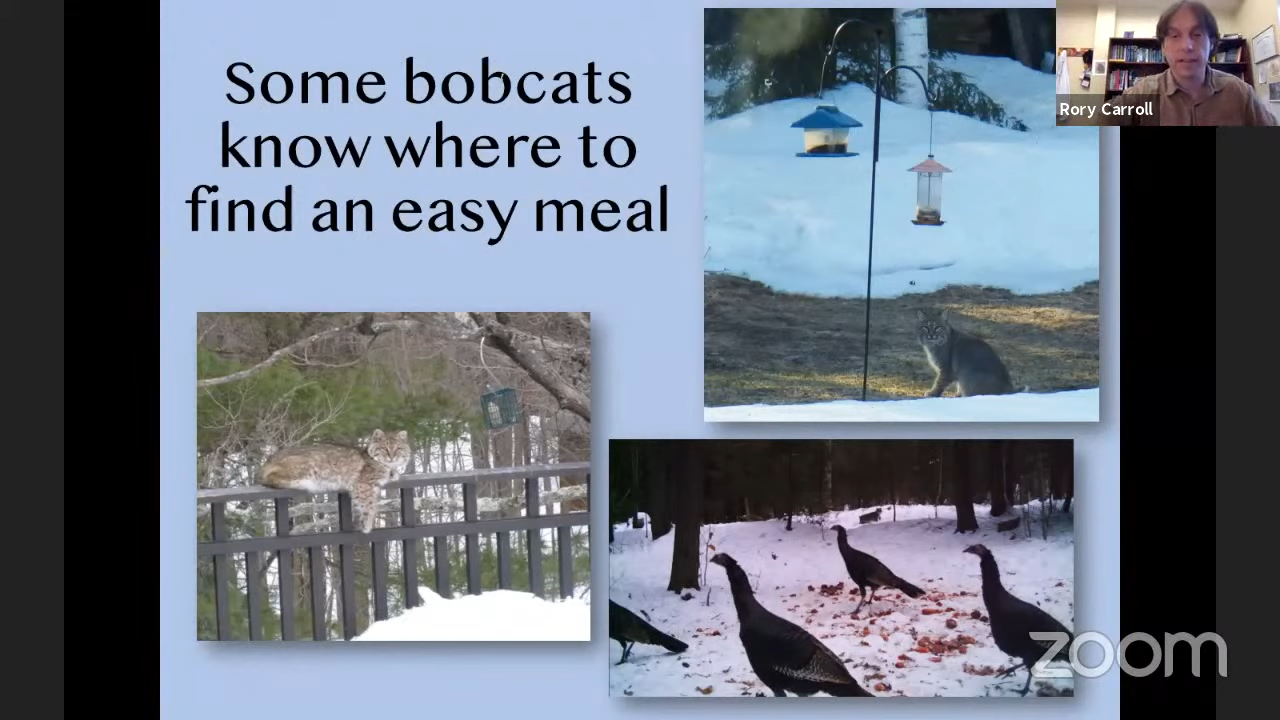 Some bobcats
know where to
find an easy meal
Rory Carroll
zoom